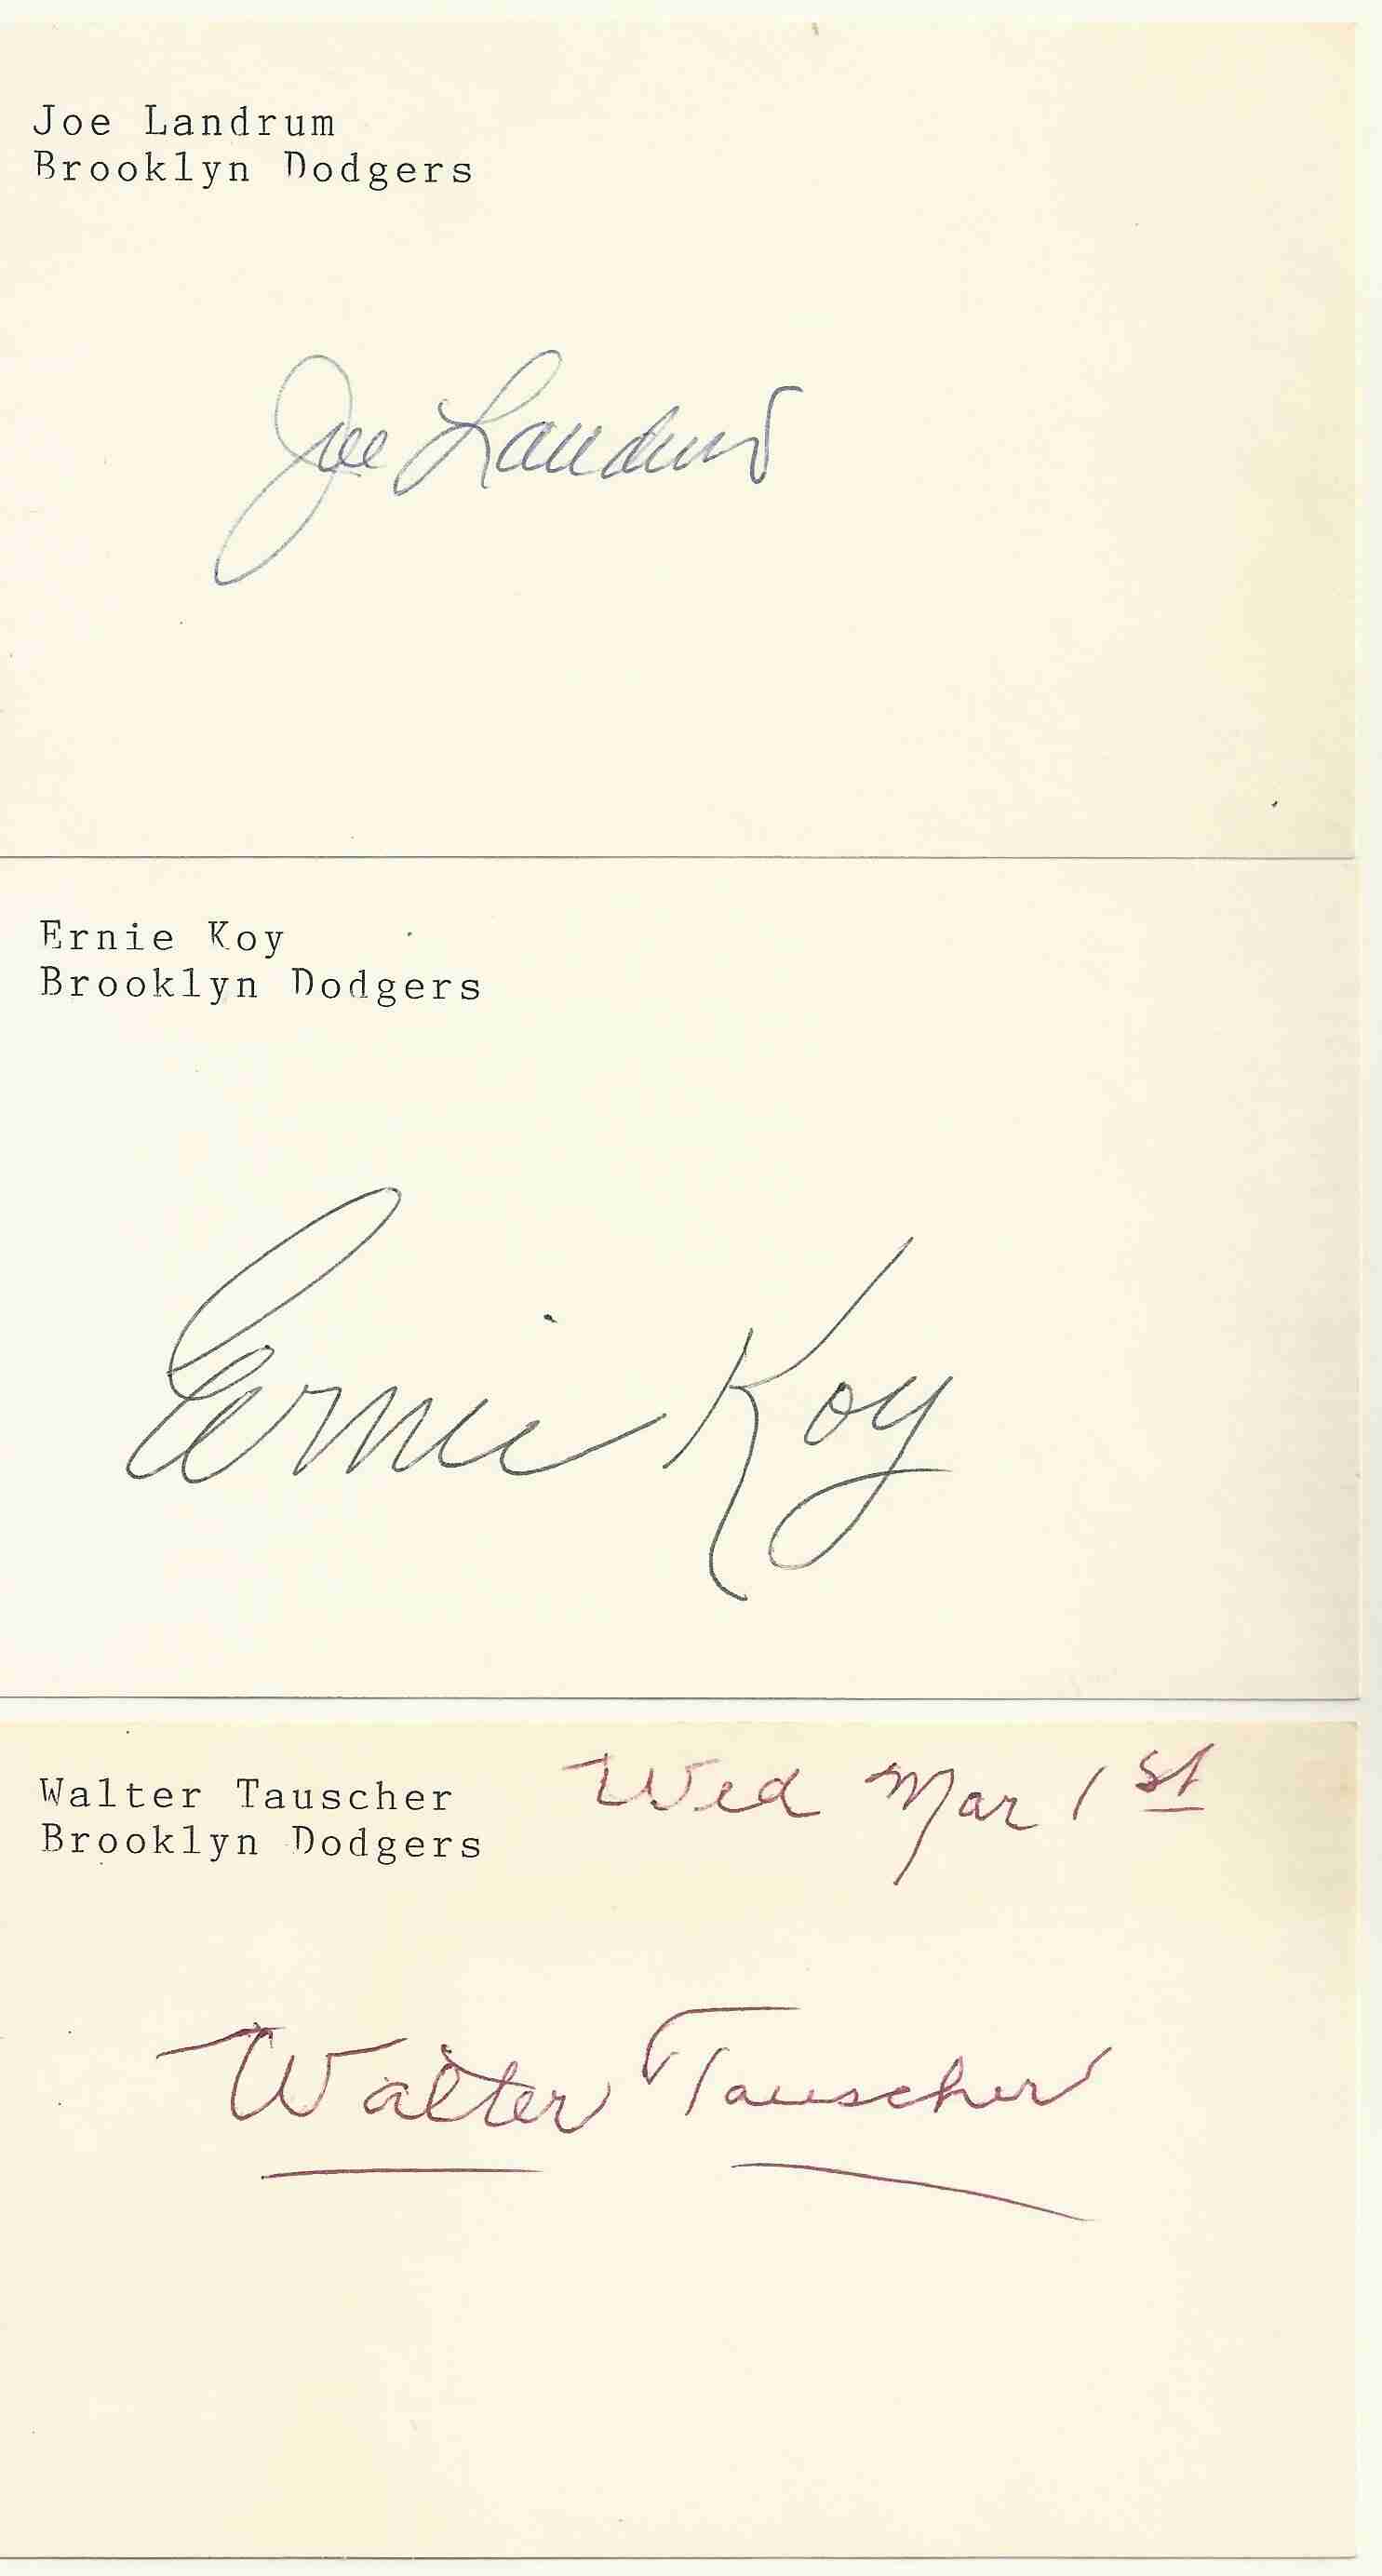 Joe Landrum
Brooklyn Dodgers
Joe Landrum
Ernie Koy
Brooklyn Dodgers
Ernie Koy
Walter Tauscher
Wed Mar 1st
Brooklyn Dodgers
Walter Tauscher